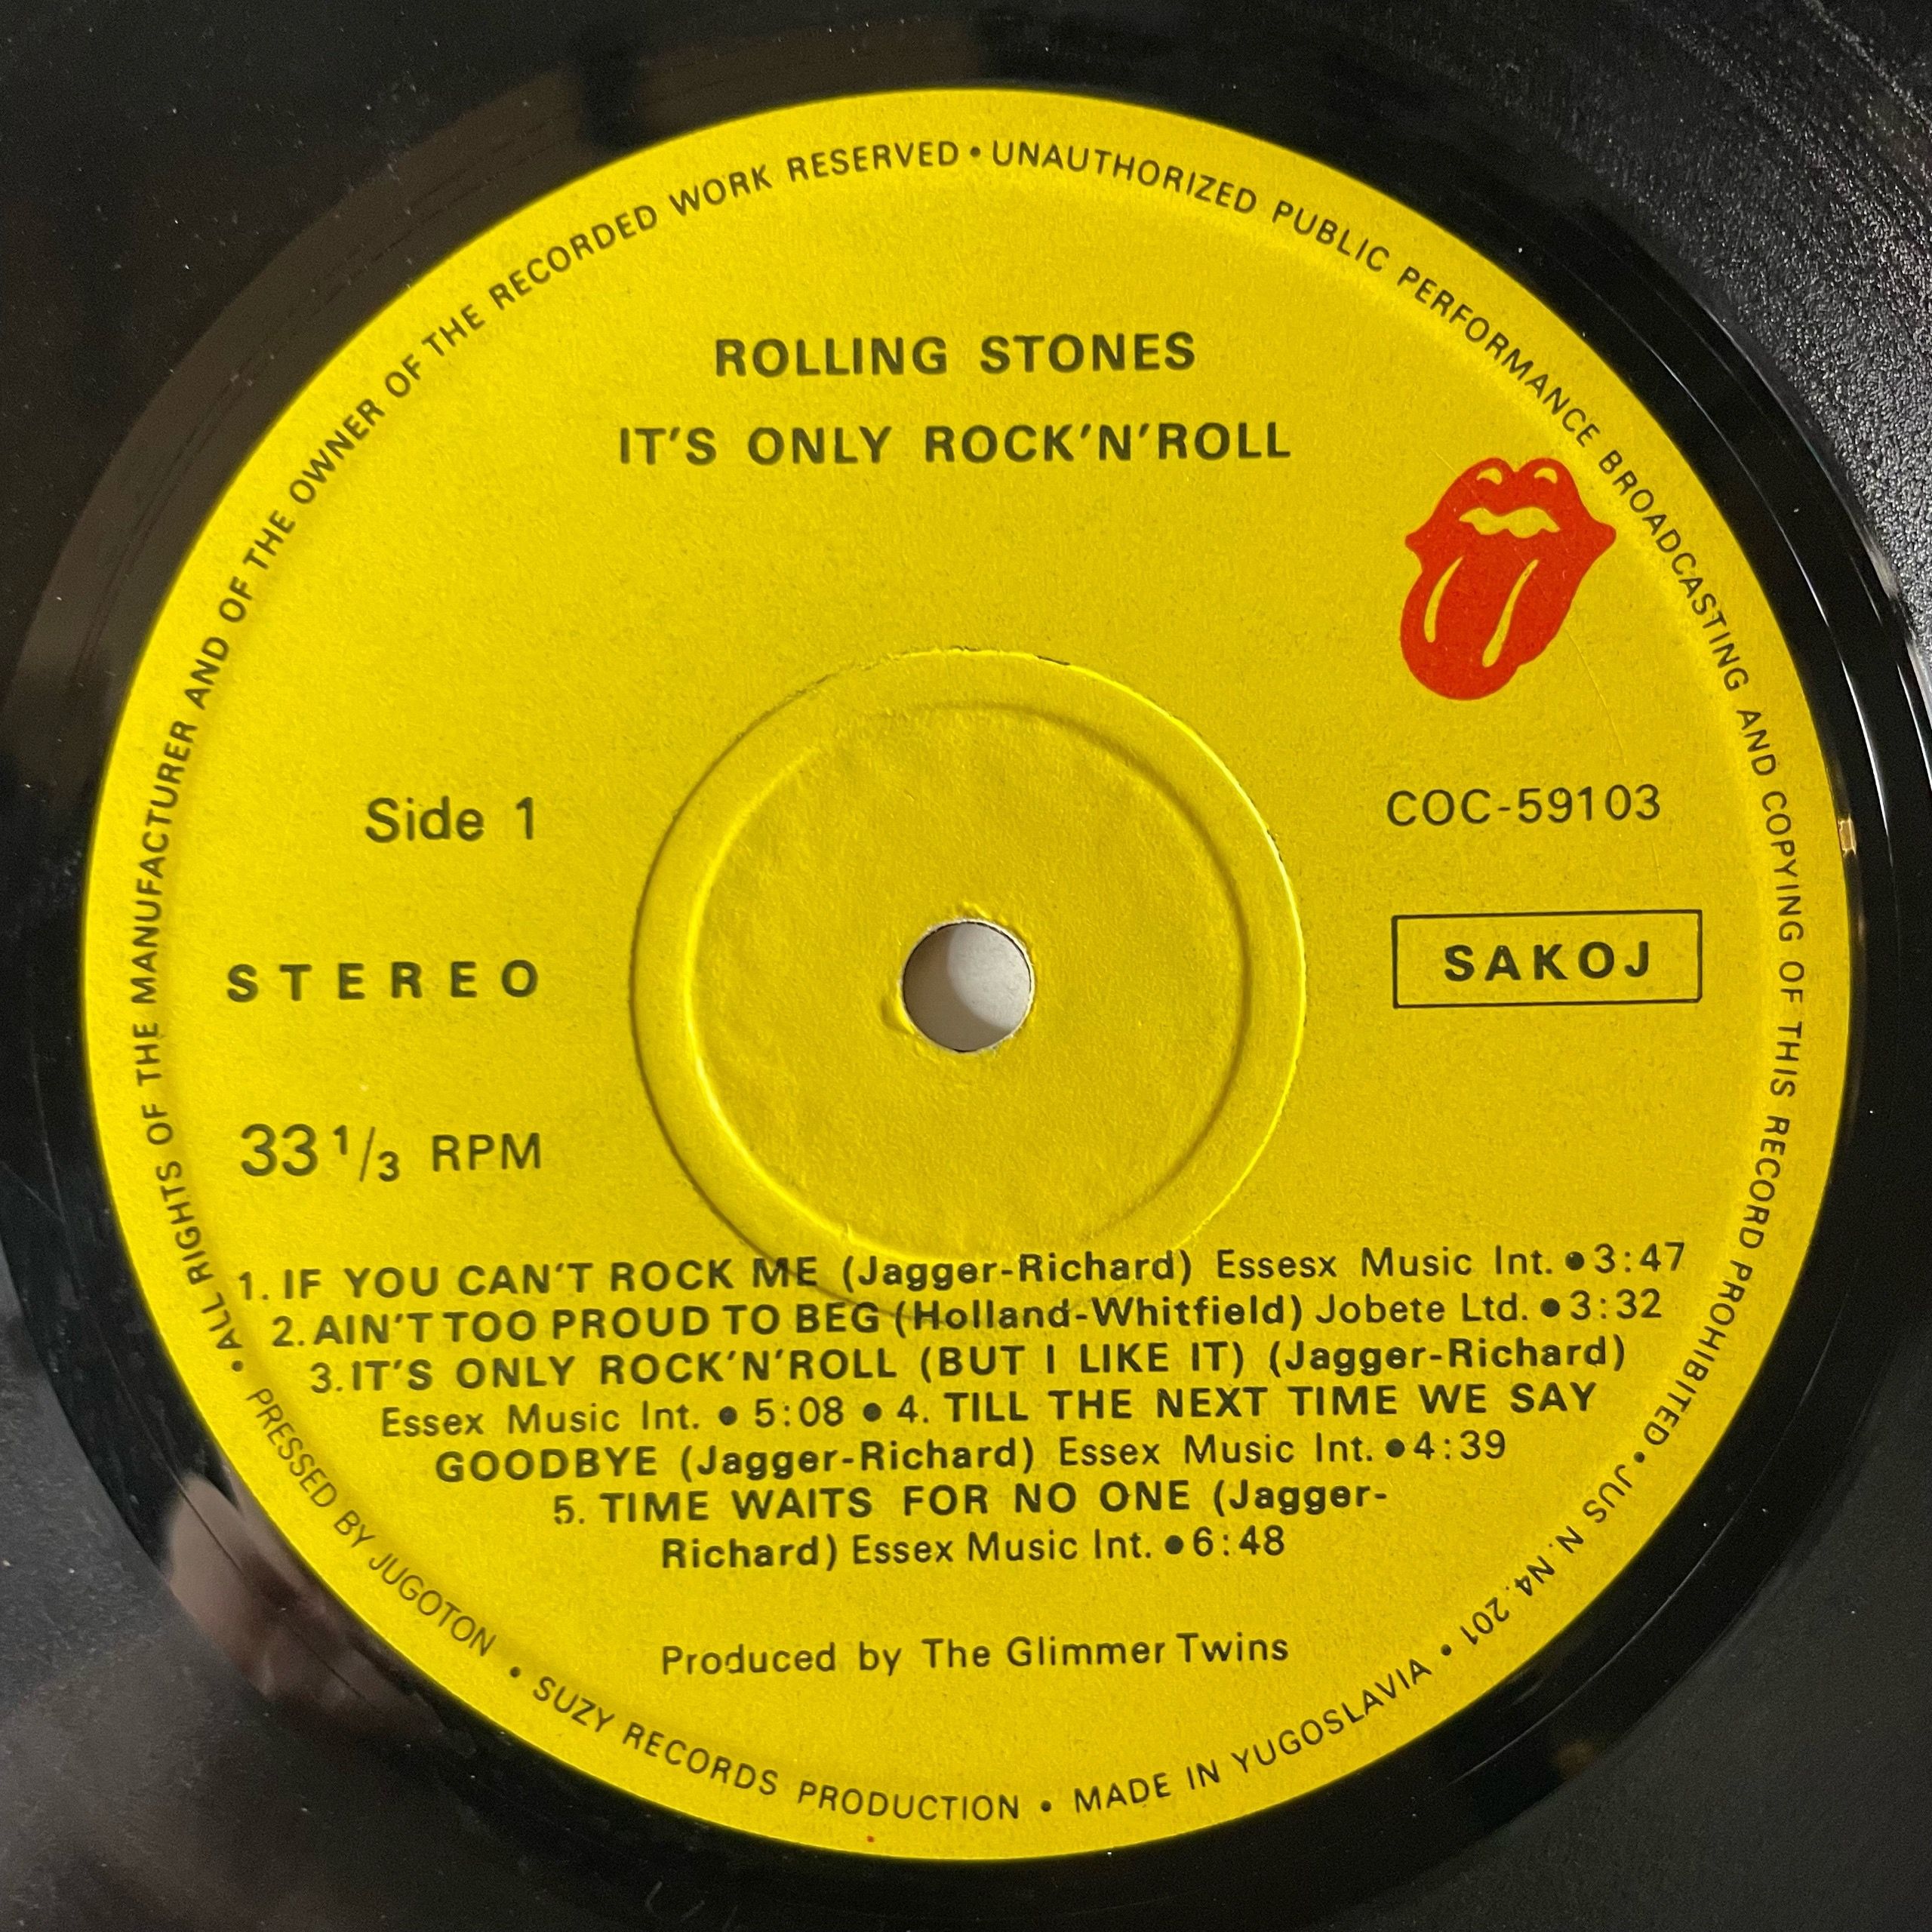 ROLLING STONES
IT'S ONLY ROCK'N'ROLL
Side 1
COC-59103
STEREO
SAKOJ
33 1/3 RPM
1. IF YOU CAN'T ROCK ME (Jagger-Richard) Essesx Music Int. ● 3:47
2. AIN'T TOO PROUD TO BEG (Holland-Whitfield) Jobete Ltd. ● 3:32
3. IT'S ONLY ROCK'N'ROLL (BUT I LIKE IT) (Jagger-Richard)
Essex Music Int. ● 5:08 ● 4. TILL THE NEXT TIME WE SAY
GOODBYE (Jagger-Richard) Essex Music Int. ● 4:39
5. TIME WAITS FOR NO ONE (Jagger-
Richard) Essex Music Int. ● 6:48
Produced by The Glimmer Twins
• ALL RIGHTS OF THE MANUFACTURER AND OF THE OWNER OF THE RECORDED WORK RESERVED • UNAUTHORIZED PUBLIC PERFORMANCE BROADCASTING AND COPYING OF THIS RECORD PROHIBITED • JUS N. N4. 201 •
PRESSED BY JUGOTON • SUZY RECORDS PRODUCTION • MADE IN YUGOSLAVIA